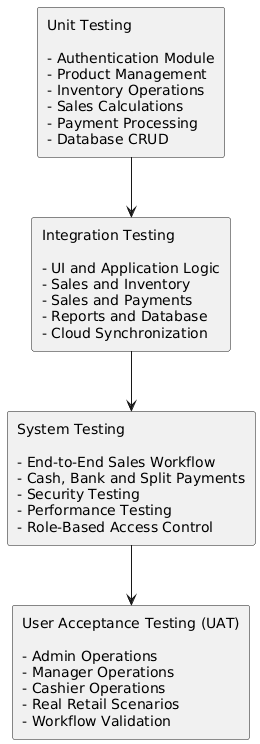 Unit Testing
- Authentication Module
- Product Management
- Inventory Operations
- Sales Calculations
- Payment Processing
- Database CRUD
Integration Testing
- UI and Application Logic
- Sales and Inventory
- Sales and Payments
- Reports and Database
- Cloud Synchronization
System Testing
- End-to-End Sales Workflow
- Cash, Bank and Split Payments
- Security Testing
- Performance Testing
- Role-Based Access Control
User Acceptance Testing (UAT)
- Admin Operations
- Manager Operations
- Cashier Operations
- Real Retail Scenarios
- Workflow Validation